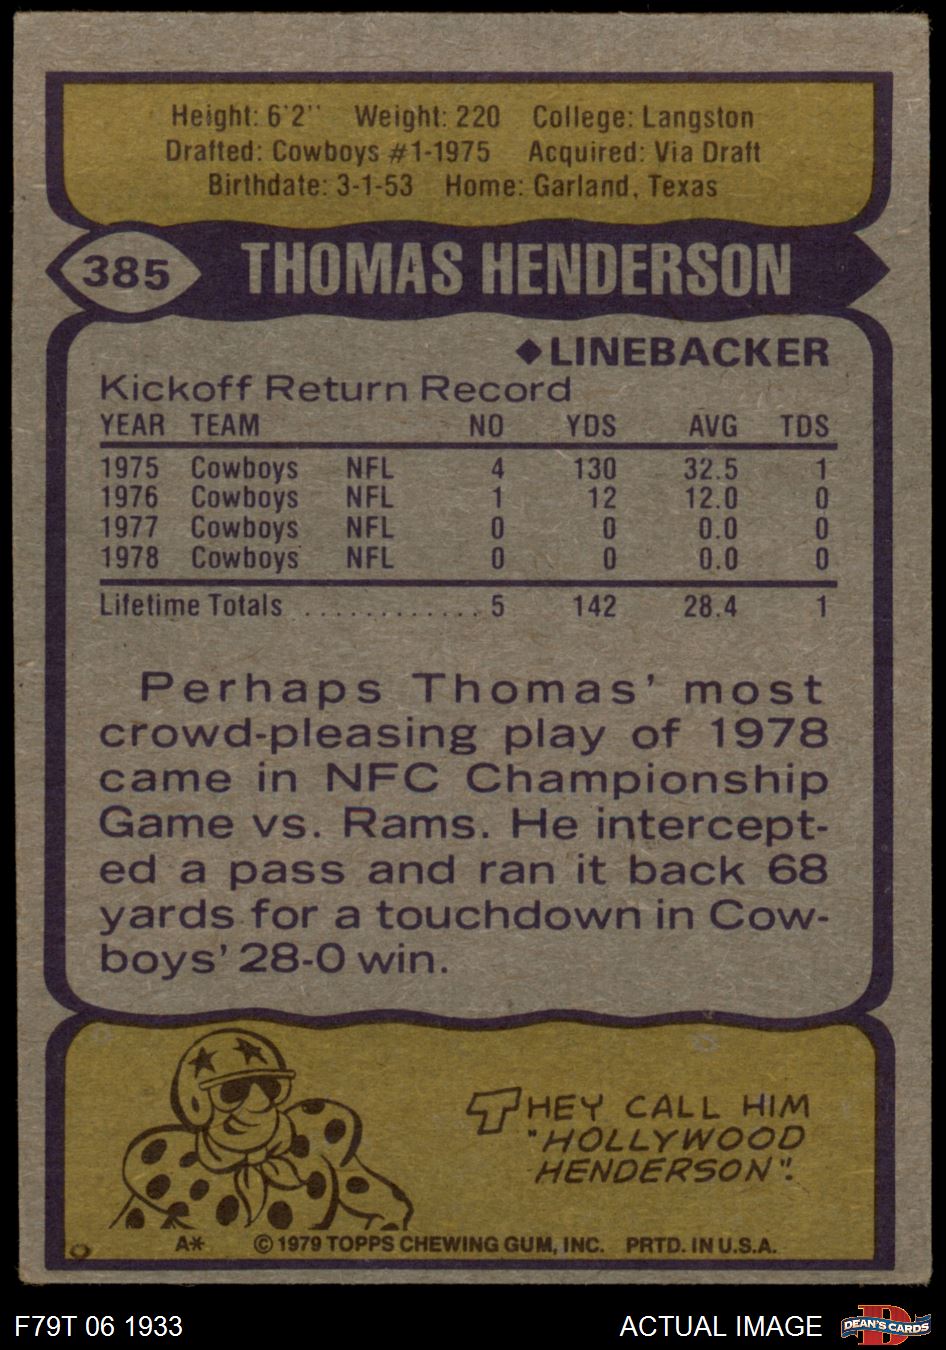 Height: 6'2'' Weight: 220 College: Langston
Drafted: Cowboys #1-1975 Acquired: Via Draft
Birthdate: 3-1-53 Home: Garland, Texas
385 THOMAS HENDERSON
◆LINEBACKER
Kickoff Return Record
YEAR TEAM NO YDS AVG TDS
1975 Cowboys NFL 4 130 32.5 1
1976 Cowboys NFL 1 12 12.0 0
1977 Cowboys NFL 0 0 0.0 0
1978 Cowboys NFL 0 0 0.0 0
Lifetime Totals ............. 5 142 28.4 1
Perhaps Thomas' most
crowd-pleasing play of 1978
came in NFC Championship
Game vs. Rams. He intercept-
ed a pass and ran it back 68
yards for a touchdown in Cow-
boys' 28-0 win.
THEY CALL HIM
"HOLLYWOOD
HENDERSON".
A* © 1979 TOPPS CHEWING GUM, INC. PRTD. IN U.S.A.
F79T 06 1933 ACTUAL IMAGE DEAN'S CARDS